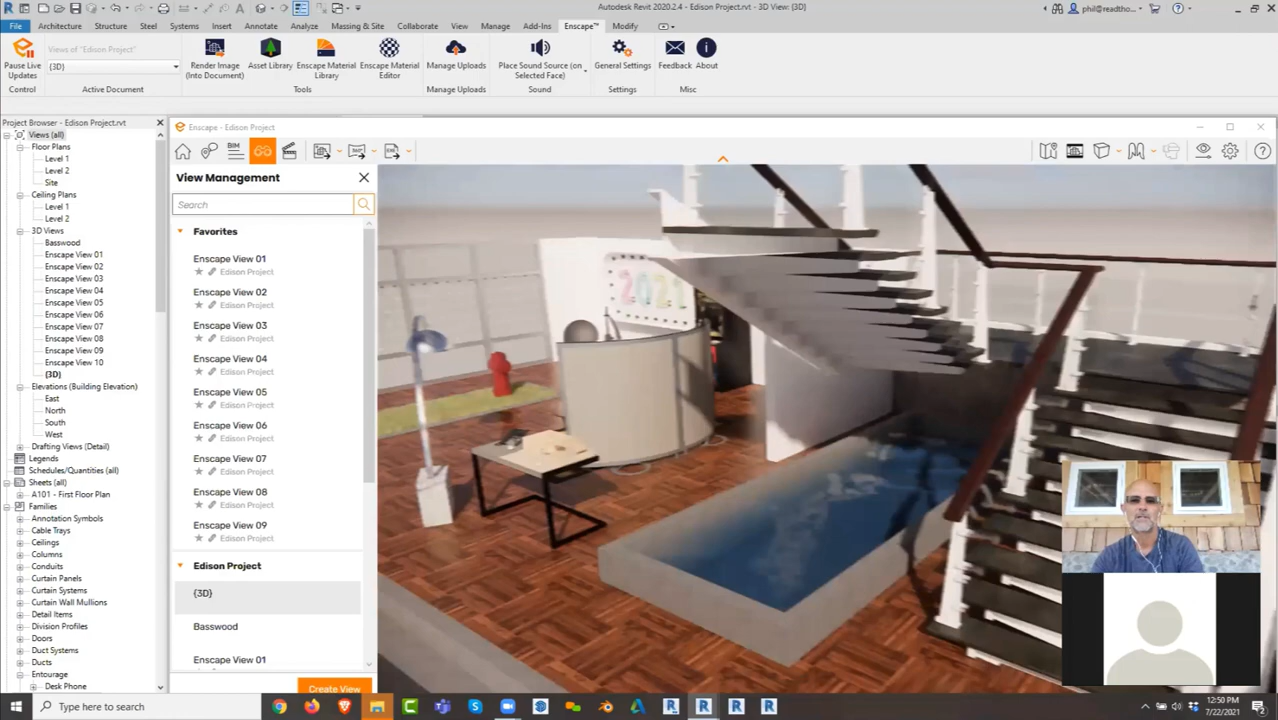 Autodesk Revit 2020.2.4 - Edison Project.rvt - 3D View: {3D}
phil@readtho...
File Architecture Structure Steel Systems Insert Annotate Analyze Massing & Site Collaborate View Manage Add-Ins Enscape™ Modify
Pause Live Updates
Control
Views of "Edison Project"
{3D}
Active Document
Render Image (Into Document)
Asset Library
Enscape Material Library
Enscape Material Editor
Tools
Manage Uploads
Manage Uploads
Place Sound Source (on Selected Face)
Sound
General Settings
Settings
Feedback
About
Misc
Project Browser - Edison Project.rvt
Views (all)
Floor Plans
Level 1
Level 2
Site
Ceiling Plans
Level 1
Level 2
3D Views
Basswood
Enscape View 01
Enscape View 02
Enscape View 03
Enscape View 04
Enscape View 05
Enscape View 06
Enscape View 07
Enscape View 08
Enscape View 09
Enscape View 10
{3D}
Elevations (Building Elevation)
East
North
South
West
Drafting Views (Detail)
Legends
Schedules/Quantities (all)
Sheets (all)
A101 - First Floor Plan
Families
Annotation Symbols
Cable Trays
Ceilings
Columns
Conduits
Curtain Panels
Curtain Systems
Curtain Wall Mullions
Detail Items
Division Profiles
Doors
Duct Systems
Ducts
Entourage
Desk Phone
Enscape - Edison Project
BIM
View Management
Search
Favorites
Enscape View 01
Edison Project
Enscape View 02
Edison Project
Enscape View 03
Edison Project
Enscape View 04
Edison Project
Enscape View 05
Edison Project
Enscape View 06
Edison Project
Enscape View 07
Edison Project
Enscape View 08
Edison Project
Enscape View 09
Edison Project
Edison Project
{3D}
Basswood
Enscape View 01
Create View
2021
Type here to search
12:50 PM
7/22/2021